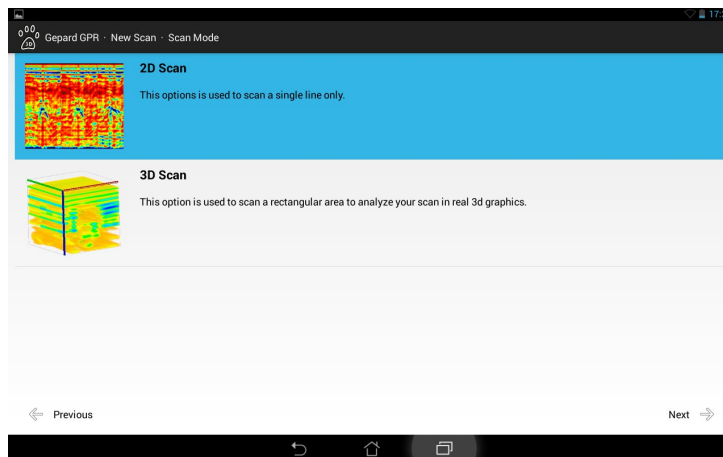 Gepard GPR · New Scan · Scan Mode
2D Scan
This options is used to scan a single line only.
3D
3D Scan
This option is used to scan a rectangular area to analyze your scan in real 3d graphics.
Previous
Next